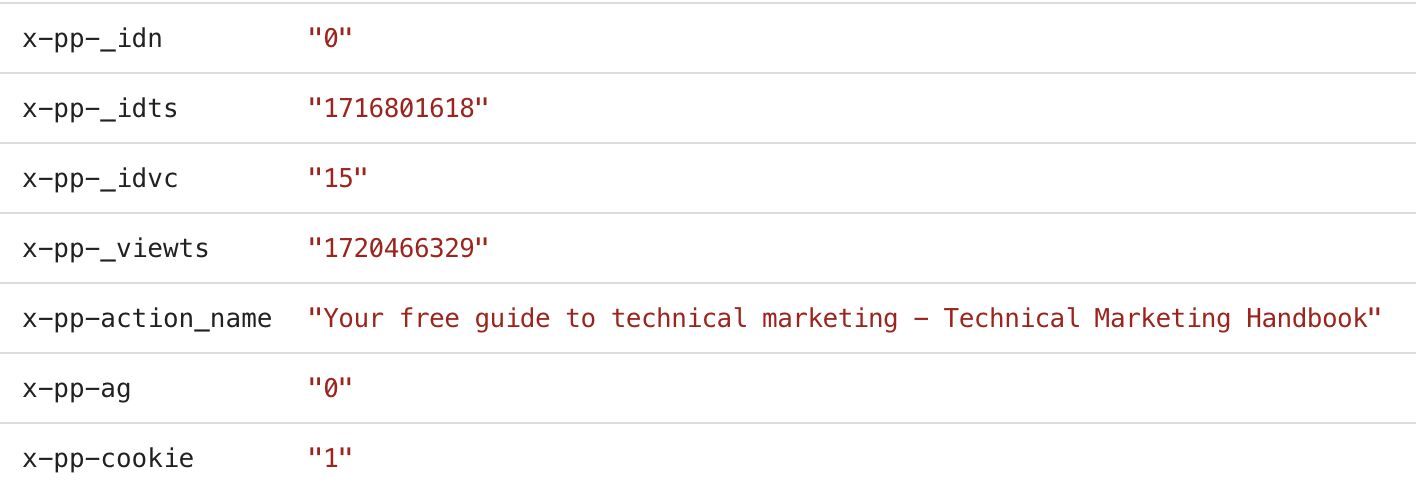 x-pp-_idn "0"
x-pp-_idts "1716801618"
x-pp-_idvc "15"
x-pp-_viewts "1720466329"
x-pp-action_name "Your free guide to technical marketing – Technical Marketing Handbook"
x-pp-ag "0"
x-pp-cookie "1"